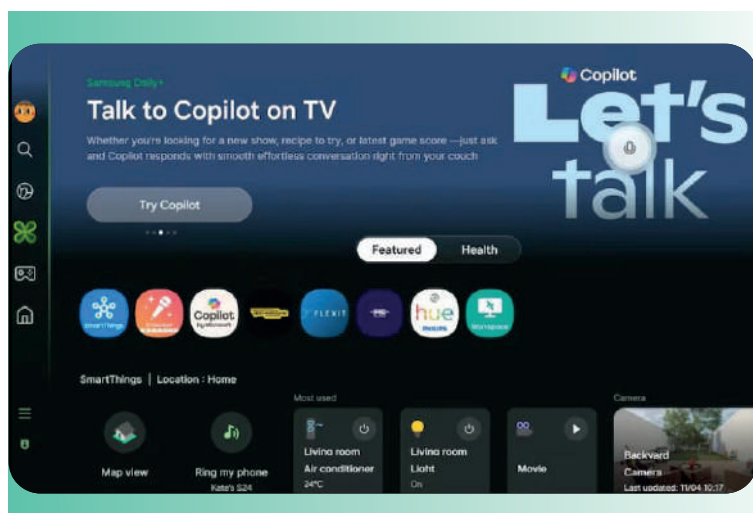 Samsung Daily+
Talk to Copilot on TV
Whether you're looking for a new show, recipe to try, or latest game score —just ask
and Copilot responds with smooth effortless conversation right from your couch
Try Copilot
Copilot
Let's
talk
Featured
Health
SmartThings
Copilot
by Microsoft
FLEXIT
hue
PHILIPS
Workspace
SmartThings | Location : Home
Most used
Camera
Map view
Ring my phone
Kate's S24
Living room
Air conditioner
24°C
Living room
Light
On
Movie
Backyard
Camera
Last updated: 11/04 10:17